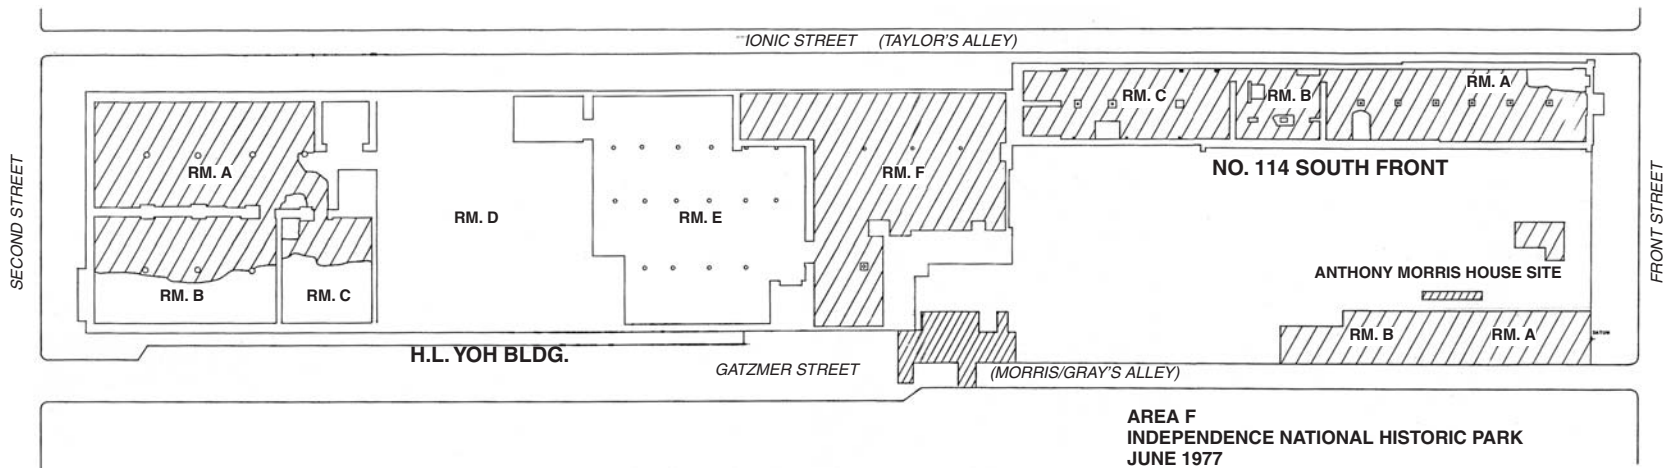 IONIC STREET (TAYLOR'S ALLEY)
SECOND STREET
FRONT STREET
RM. A
RM. B
RM. C
RM. D
RM. E
RM. F
RM. C
RM. B
RM. A
NO. 114 SOUTH FRONT
ANTHONY MORRIS HOUSE SITE
RM. B
RM. A
DATUM
H.L. YOH BLDG.
GATZMER STREET (MORRIS/GRAY'S ALLEY)
AREA F
INDEPENDENCE NATIONAL HISTORIC PARK
JUNE 1977